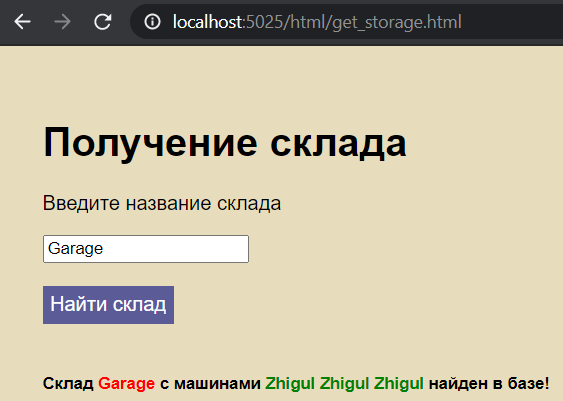 localhost:5025/html/get_storage.html
Получение склада
Введите название склада
Garage
Найти склад
Склад Garage с машинами Zhigul Zhigul Zhigul найден в базе!